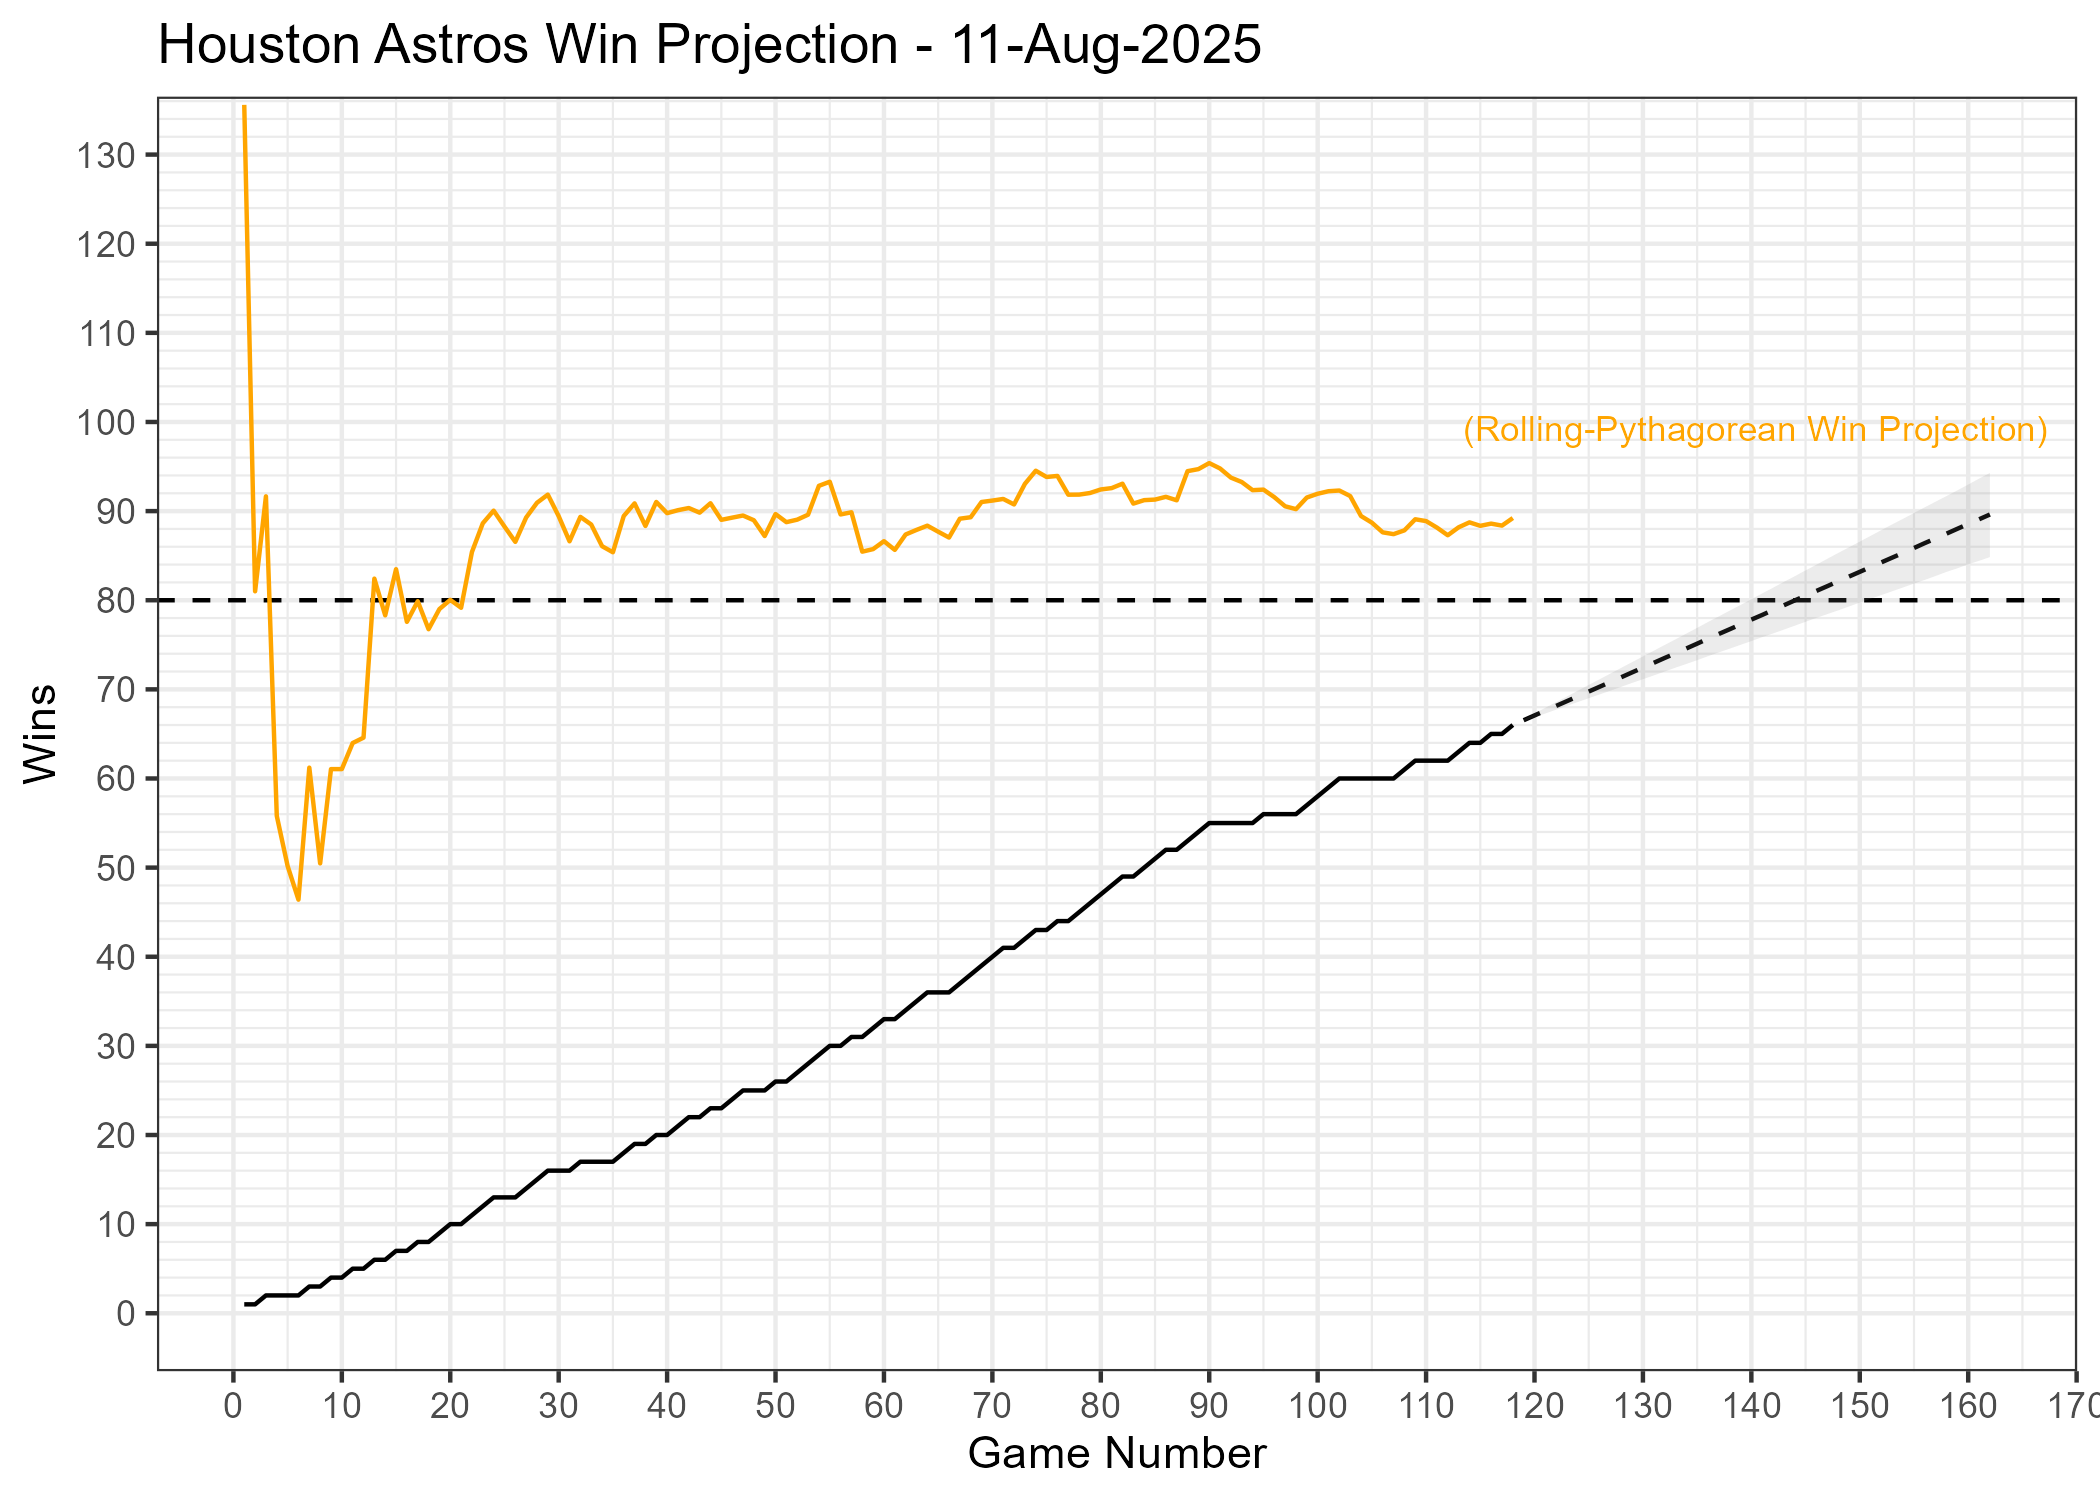 Houston Astros Win Projection - 11-Aug-2025
130
120
110
100
(Rolling-Pythagorean Win Projection)
90
80
70
60
50
40
30
20
10
0
Wins
0 10 20 30 40 50 60 70 80 90 100 110 120 130 140 150 160 170
Game Number